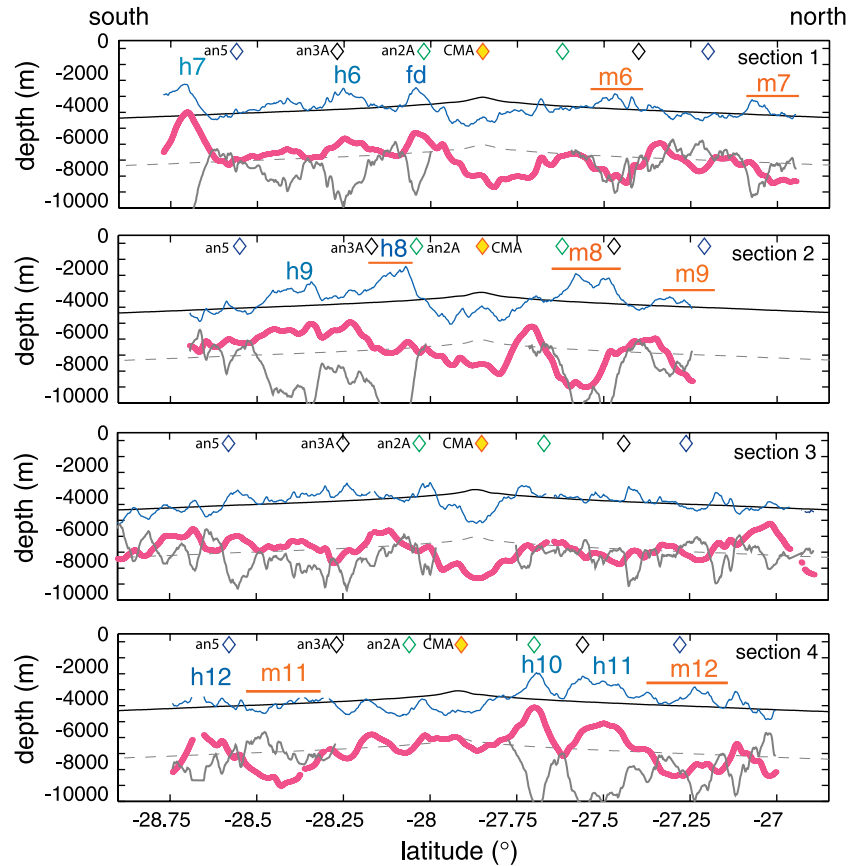 south north
0 an5 an3A an2A CMA section 1
-2000 h7 h6 fd m6 m7
-4000
-6000
-8000
-10000
depth (m)
0 an5 an3A h8 an2A CMA section 2
-2000 h9 m8 m9
-4000
-6000
-8000
-10000
depth (m)
0 an5 an3A an2A CMA section 3
-2000
-4000
-6000
-8000
-10000
depth (m)
0 an5 an3A an2A CMA section 4
-2000 h12 m11 h10 h11 m12
-4000
-6000
-8000
-10000
depth (m)
-28.75 -28.5 -28.25 -28 -27.75 -27.5 -27.25 -27
latitude (°)